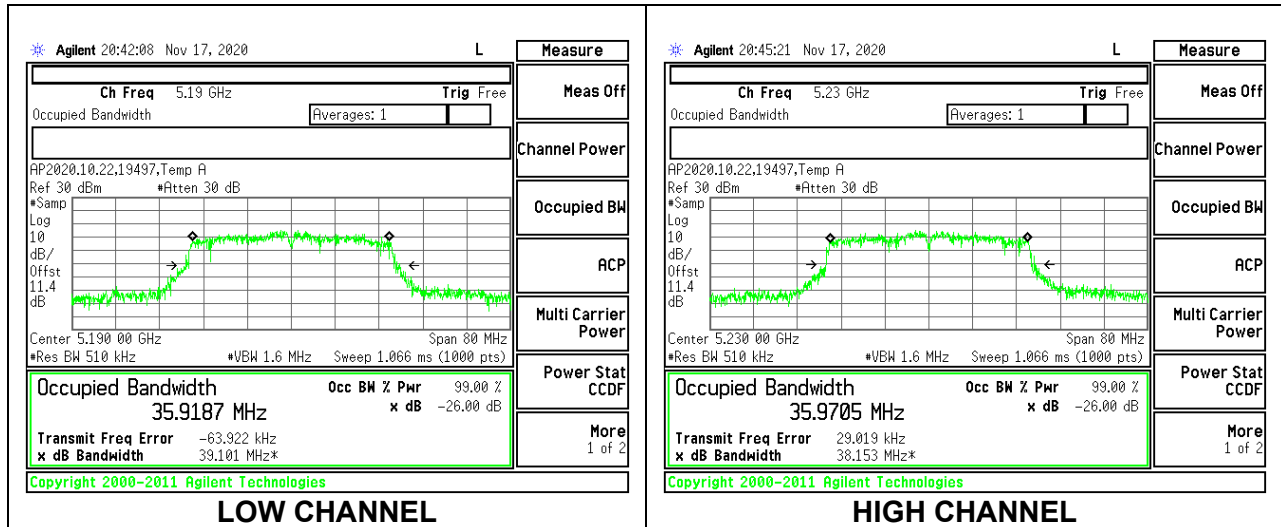 Agilent 20:42:08 Nov 17, 2020 L Measure
Ch Freq 5.19 GHz Trig Free
Occupied Bandwidth Averages: 1
AP2020.10.22,19497,Temp A
Ref 30 dBm #Atten 30 dB
#Samp
Log
10
dB/
Offst
11.4
dB
Center 5.190 00 GHz Span 80 MHz
#Res BW 510 kHz #VBW 1.6 MHz Sweep 1.066 ms (1000 pts)
Occupied Bandwidth Occ BW % Pwr 99.00 %
35.9187 MHz x dB -26.00 dB
Transmit Freq Error -63.922 kHz
x dB Bandwidth 39.101 MHz*
Copyright 2000-2011 Agilent Technologies
Meas Off
Channel Power
Occupied BW
ACP
Multi Carrier
Power
Power Stat
CCDF
More
1 of 2
LOW CHANNEL
Agilent 20:45:21 Nov 17, 2020 L Measure
Ch Freq 5.23 GHz Trig Free
Occupied Bandwidth Averages: 1
AP2020.10.22,19497,Temp A
Ref 30 dBm #Atten 30 dB
#Samp
Log
10
dB/
Offst
11.4
dB
Center 5.230 00 GHz Span 80 MHz
#Res BW 510 kHz #VBW 1.6 MHz Sweep 1.066 ms (1000 pts)
Occupied Bandwidth Occ BW % Pwr 99.00 %
35.9705 MHz x dB -26.00 dB
Transmit Freq Error 29.019 kHz
x dB Bandwidth 38.153 MHz*
Copyright 2000-2011 Agilent Technologies
Meas Off
Channel Power
Occupied BW
ACP
Multi Carrier
Power
Power Stat
CCDF
More
1 of 2
HIGH CHANNEL